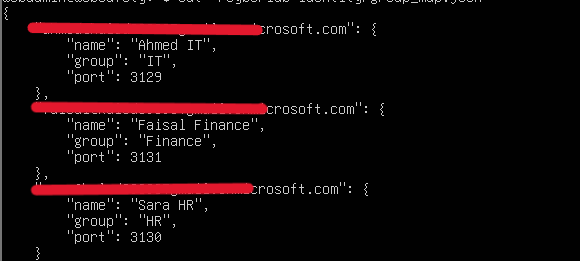 {
crosoft.com": {
"name": "Ahmed IT",
"group": "IT",
"port": 3129
},
crosoft.com": {
"name": "Faisal Finance",
"group": "Finance",
"port": 3131
},
crosoft.com": {
"name": "Sara HR",
"group": "HR",
"port": 3130
}